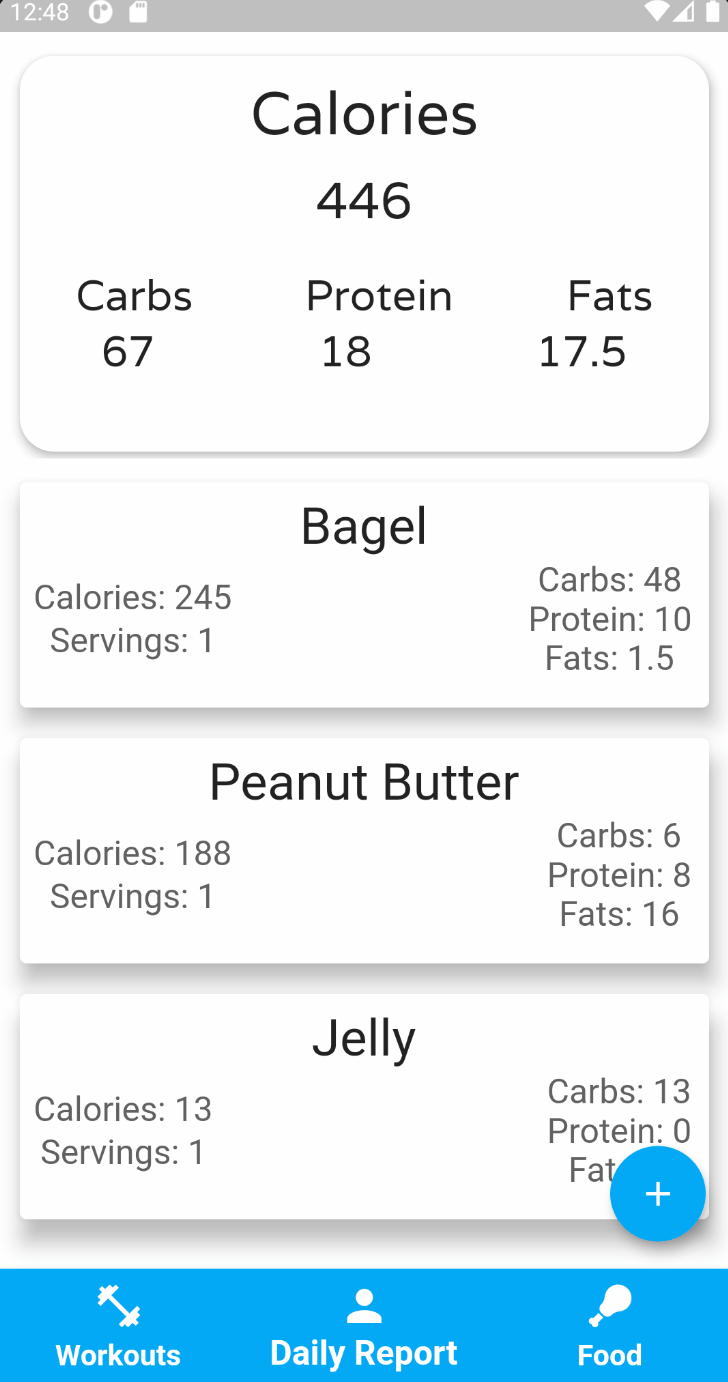 12:48
Calories
446
Carbs Protein Fats
67 18 17.5
Bagel
Calories: 245
Servings: 1
Carbs: 48
Protein: 10
Fats: 1.5
Peanut Butter
Calories: 188
Servings: 1
Carbs: 6
Protein: 8
Fats: 16
Jelly
Calories: 13
Servings: 1
Carbs: 13
Protein: 0
+
Workouts Daily Report Food